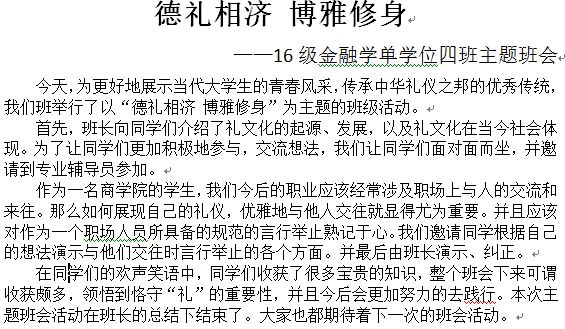 德礼相济 博雅修身
——16 级金融学单学位四班主题班会
今天,为更好地展示当代大学生的青春风采,传承中华礼仪之邦的优秀传统,
我们班举行了以“德礼相济 博雅修身”为主题的班级活动。
首先,班长向同学们介绍了礼文化的起源、发展,以及礼文化在当今社会体
现。为了让同学们更加积极地参与,交流想法,我们让同学们面对面而坐,并邀
请到专业辅导员参加。
作为一名商学院的学生,我们今后的职业应该经常涉及职场上与人的交流和
来往。那么如何展现自己的礼仪,优雅地与他人交往就显得尤为重要。并且应该
对作为一个职场人员所具备的规范的言行举止熟记于心。我们邀请同学根据自己
的想法演示与他们交往时言行举止的各个方面。并最后由班长演示、纠正。
在同学们的欢声笑语中,同学们收获了很多宝贵的知识,整个班会下来可谓
收获颇多,领悟到恪守“礼”的重要性,并且今后会更加努力的去践行。本次主
题班会活动在班长的总结下结束了。大家也都期待着下一次的班会活动。